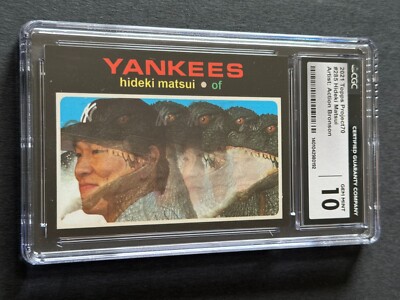 YANKEES
hideki matsui • of
CGC
2021 Topps Project70
#285 Hideki Matsui
Artist: Action Bronson
CERTIFIED GUARANTY COMPANY
GEM MINT
10